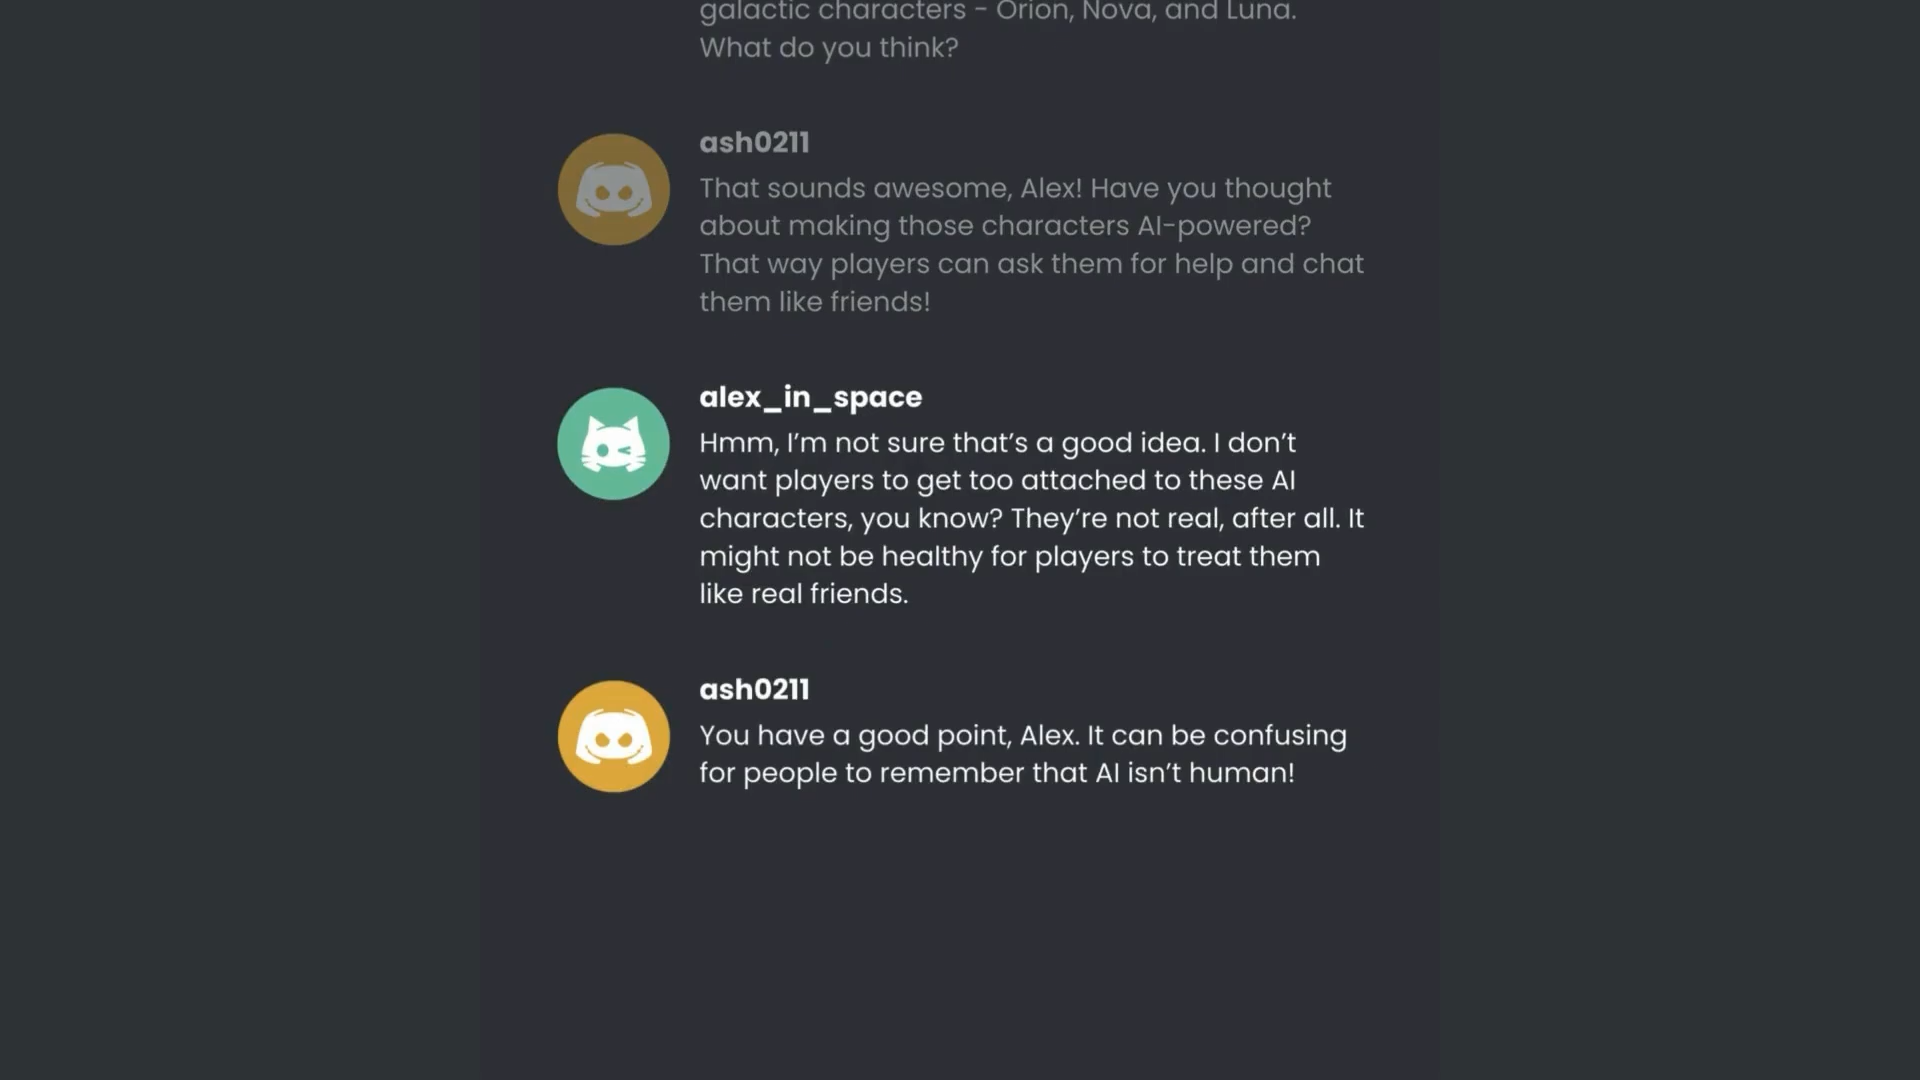 galactic characters - Orion, Nova, and Luna.
What do you think?
ash0211
That sounds awesome, Alex! Have you thought
about making those characters AI-powered?
That way players can ask them for help and chat
them like friends!
alex_in_space
Hmm, I’m not sure that’s a good idea. I don’t
want players to get too attached to these AI
characters, you know? They’re not real, after all. It
might not be healthy for players to treat them
like real friends.
ash0211
You have a good point, Alex. It can be confusing
for people to remember that AI isn’t human!